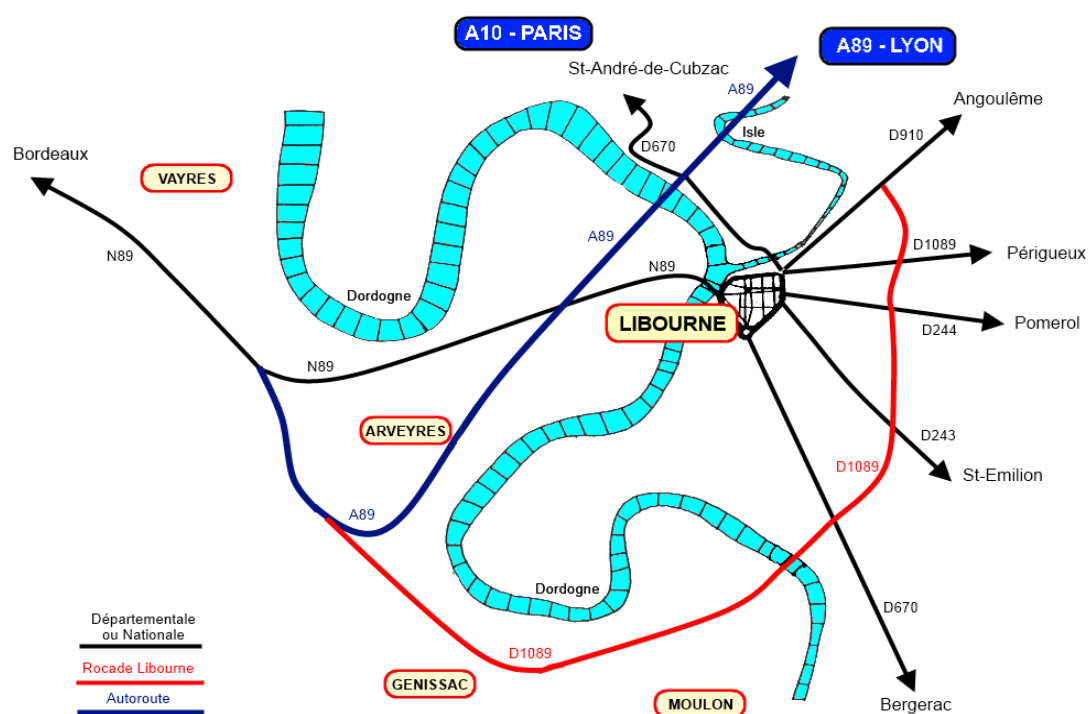 A10 - PARIS
A89 - LYON
St-André-de-Cubzac
A89
Angoulême
Isle
D910
D670
Bordeaux
VAYRES
A89
D1089
Périgueux
N89
N89
Dordogne
LIBOURNE
Pomerol
D244
N89
ARVEYRES
D243
D1089
St-Emilion
A89
Dordogne
D670
Départementale
ou Nationale
D1089
Rocade Libourne
GENISSAC
Autoroute
MOULON
Bergerac